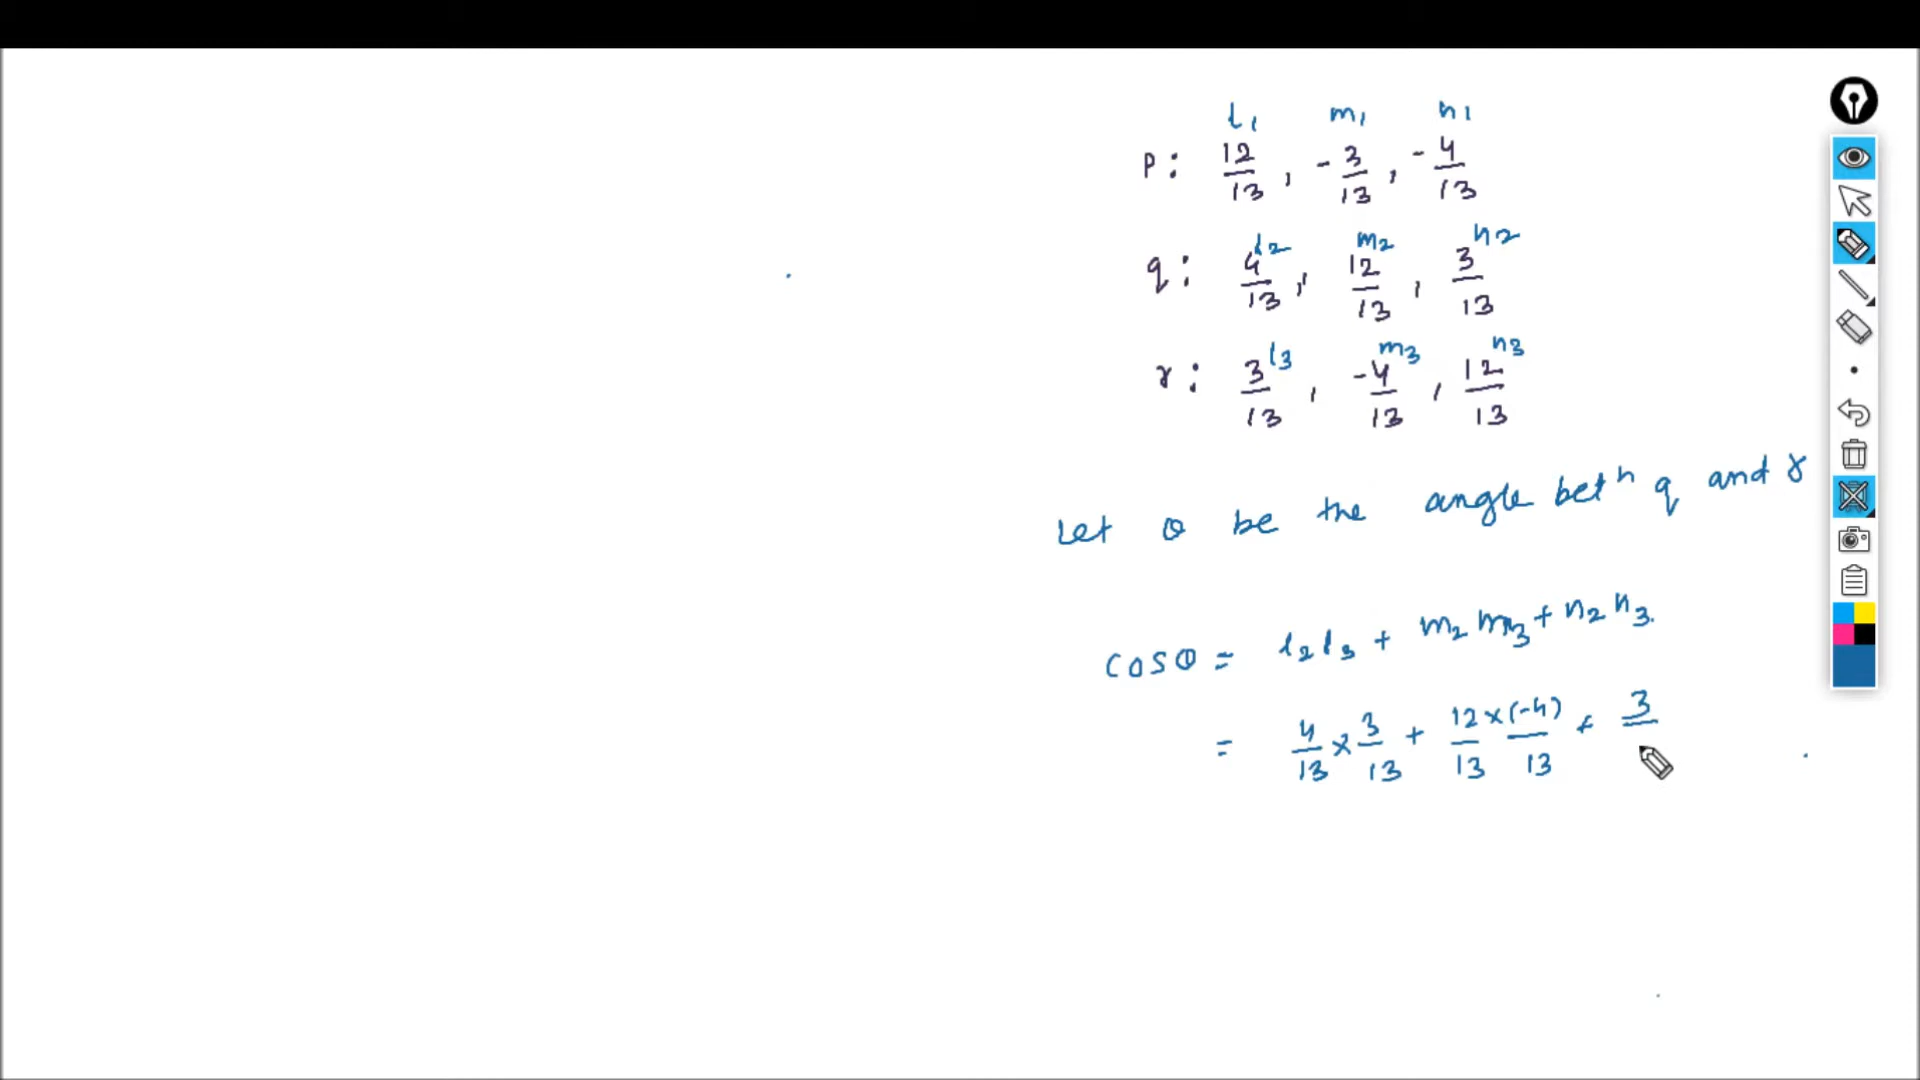 l₁ m₁ n₁
P : 12/13 , -3/13 , -4/13
l₂ m₂ n₂
q : 4/13 , 12/13 , 3/13
l₃ m₃ n₃
r : 3/13 , -4/13 , 12/13
Let θ be the angle betⁿ q and r
cosθ = l₂l₃ + m₂m₃ + n₂n₃.
= 4/13 × 3/13 + 12/13 × (-4)/13 + 3/